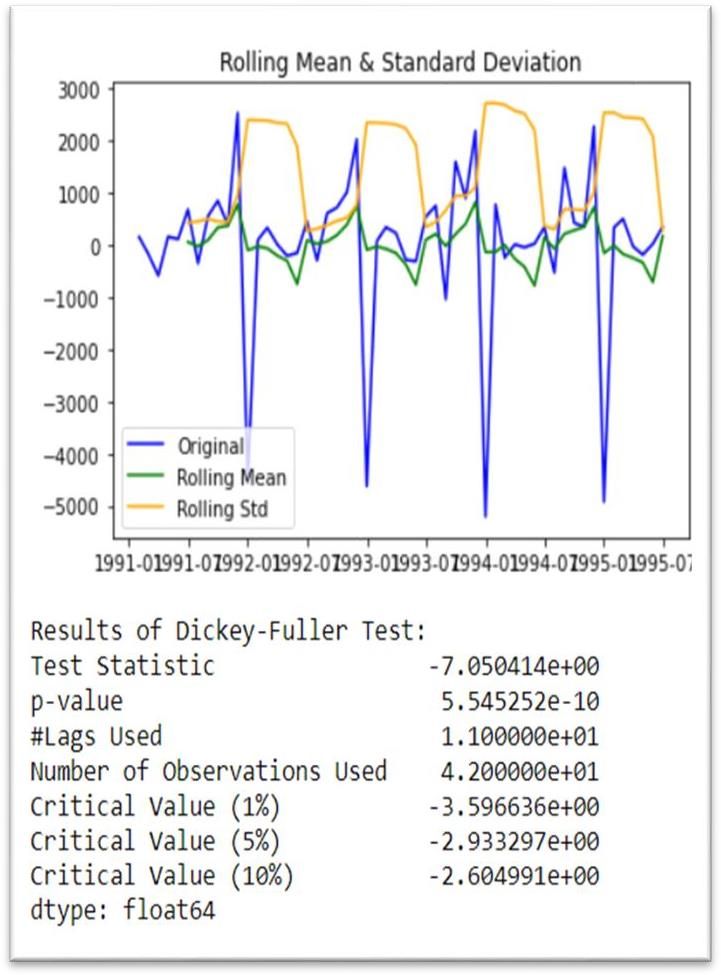 Rolling Mean & Standard Deviation
3000
2000
1000
0
−1000
−2000
−3000
−4000
−5000
Original
Rolling Mean
Rolling Std
1991-01 1991-07 1992-01 1992-07 1993-01 1993-07 1994-01 1994-07 1995-01 1995-07
Results of Dickey-Fuller Test:
Test Statistic -7.050414e+00
p-value 5.545252e-10
#Lags Used 1.100000e+01
Number of Observations Used 4.200000e+01
Critical Value (1%) -3.596636e+00
Critical Value (5%) -2.933297e+00
Critical Value (10%) -2.604991e+00
dtype: float64